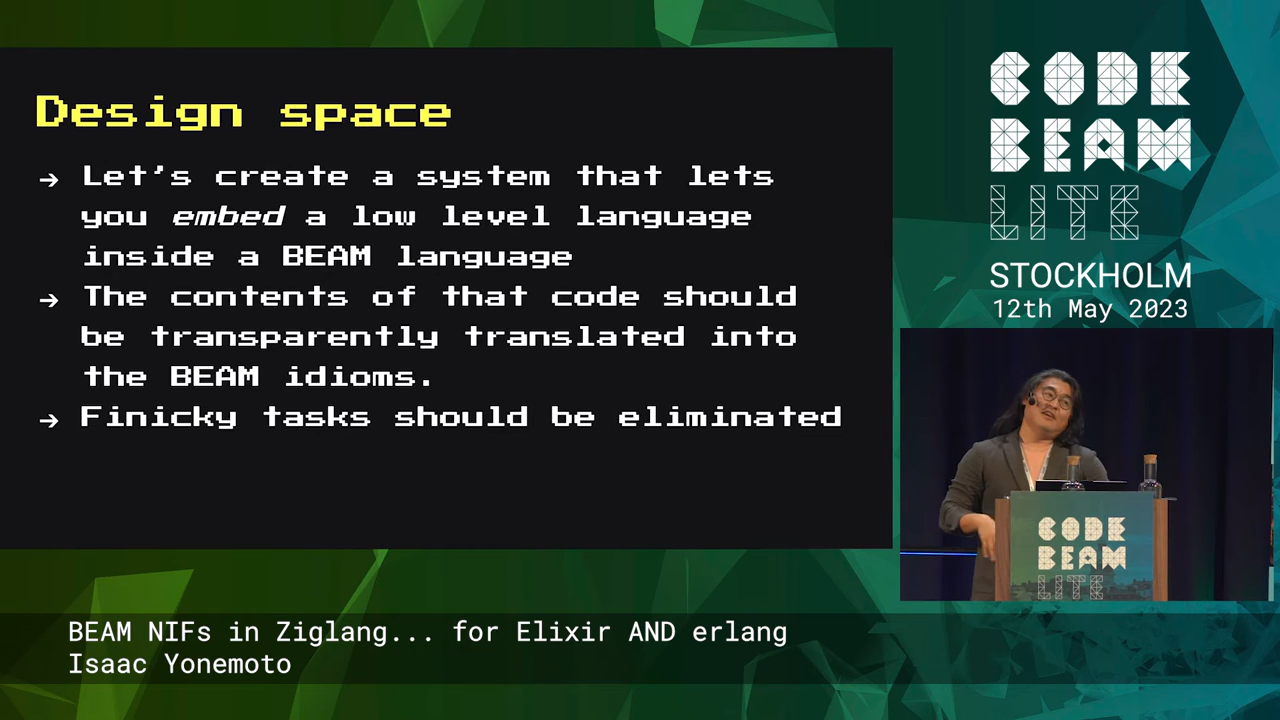 Design space
→ Let's create a system that lets
you embed a low level language
inside a BEAM language
→ The contents of that code should
be transparently translated into
the BEAM idioms.
→ Finicky tasks should be eliminated
CODE
BEAM
LITE
STOCKHOLM
12th May 2023
CODE
BEAM
LITE
BEAM NIFs in Ziglang... for Elixir AND erlang
Isaac Yonemoto